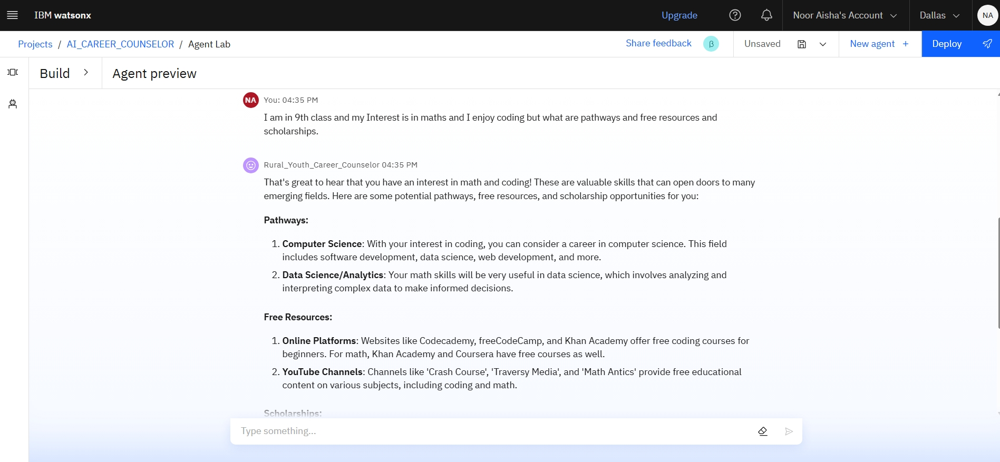 IBM watsonx
Upgrade
Noor Aisha's Account
Dallas
NA
Projects / AI_CAREER_COUNSELOR / Agent Lab
Share feedback
β
Unsaved
New agent +
Deploy
Build
Agent preview
NA
You: 04:35 PM
I am in 9th class and my Interest is in maths and I enjoy coding but what are pathways and free resources and
scholarships.
Rural_Youth_Career_Counselor 04:35 PM
That's great to hear that you have an interest in math and coding! These are valuable skills that can open doors to many
emerging fields. Here are some potential pathways, free resources, and scholarship opportunities for you:
Pathways:
1. Computer Science: With your interest in coding, you can consider a career in computer science. This field
includes software development, data science, web development, and more.
2. Data Science/Analytics: Your math skills will be very useful in data science, which involves analyzing and
interpreting complex data to make informed decisions.
Free Resources:
1. Online Platforms: Websites like Codecademy, freeCodeCamp, and Khan Academy offer free coding courses for
beginners. For math, Khan Academy and Coursera have free courses as well.
2. YouTube Channels: Channels like 'Crash Course', 'Traversy Media', and 'Math Antics' provide free educational
content on various subjects, including coding and math.
Scholarships:
Type something...